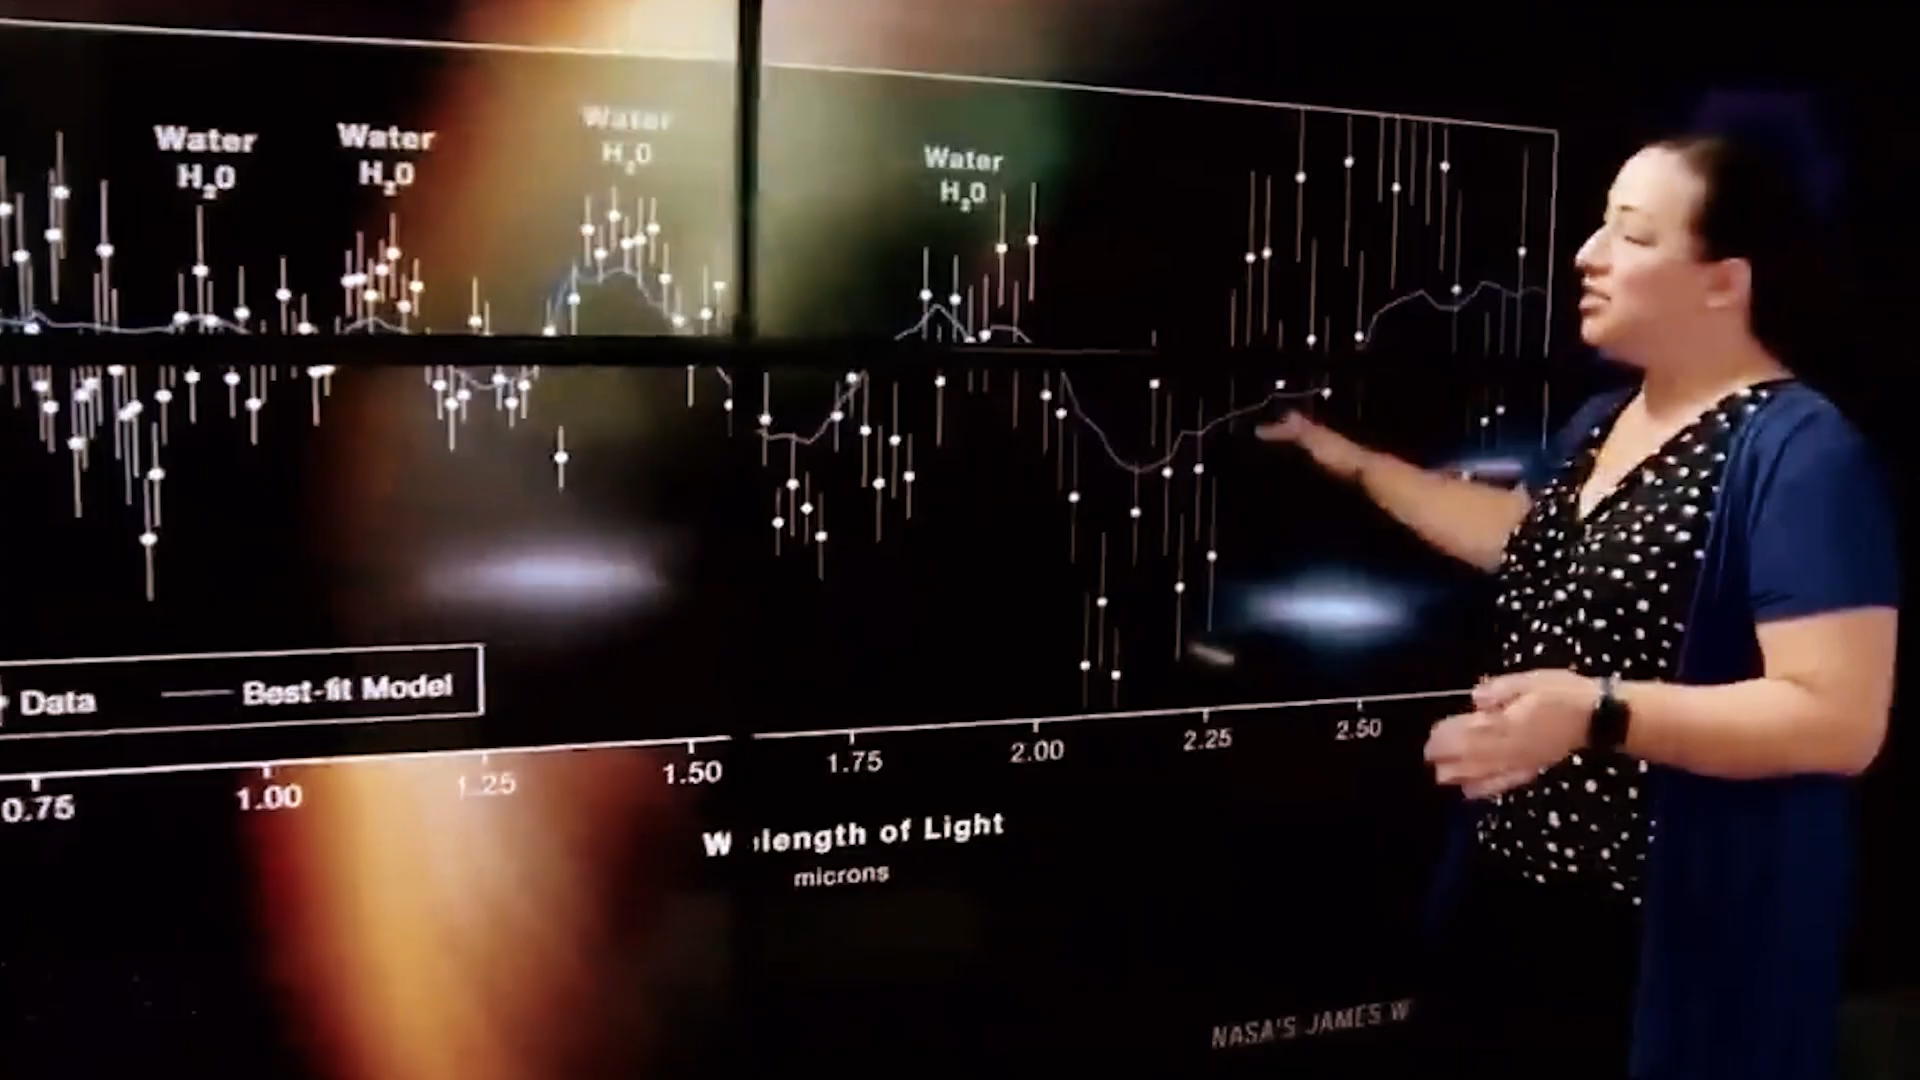 Water
H₂O
Water
H₂O
Water
H₂O
Water
H₂O
Data
Best-fit Model
0.75
1.00
1.25
1.50
1.75
2.00
2.25
2.50
of Light
microns
NASA'S JAMES W